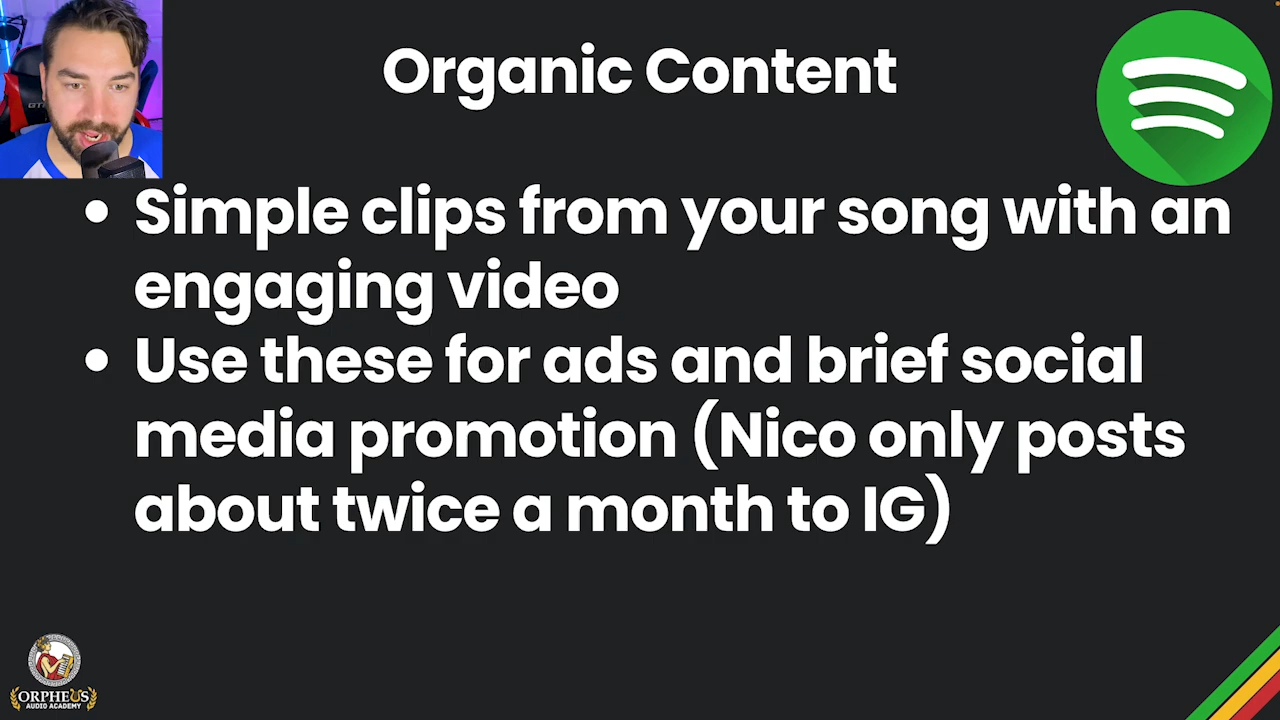 Organic Content
• Simple clips from your song with an
engaging video
• Use these for ads and brief social
media promotion (Nico only posts
about twice a month to IG)
ORPHEUS
AUDIO ACADEMY